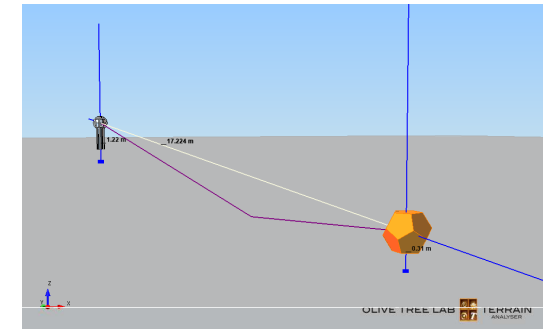 1.22 m
17.224 m
0.31 m
z
Y
x
OLIVE TREE LAB TERRAIN
ANALYSER